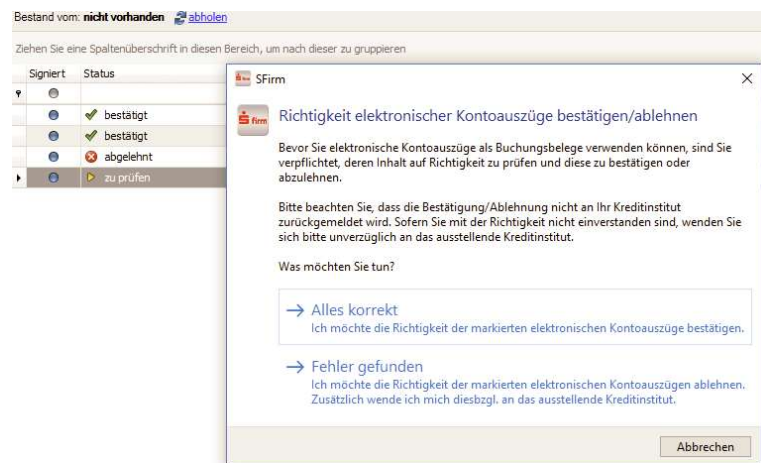 Bestand vom: nicht vorhanden abholen
Ziehen Sie eine Spaltenüberschrift in diesen Bereich, um nach dieser zu gruppieren
Signiert Status
bestätigt
bestätigt
abgelehnt
zu prüfen
SFirm
S firm
Richtigkeit elektronischer Kontoauszüge bestätigen/ablehnen
Bevor Sie elektronische Kontoauszüge als Buchungsbelege verwenden können, sind Sie
verpflichtet, deren Inhalt auf Richtigkeit zu prüfen und diese zu bestätigen oder
abzulehnen.
Bitte beachten Sie, dass die Bestätigung/Ablehnung nicht an Ihr Kreditinstitut
zurückgemeldet wird. Sofern Sie mit der Richtigkeit nicht einverstanden sind, wenden Sie
sich bitte unverzüglich an das ausstellende Kreditinstitut.
Was möchten Sie tun?
→ Alles korrekt
Ich möchte die Richtigkeit der markierten elektronischen Kontoauszüge bestätigen.
→ Fehler gefunden
Ich möchte die Richtigkeit der markierten elektronischen Kontoauszügen ablehnen.
Zusätzlich wende ich mich diesbzgl. an das ausstellende Kreditinstitut.
Abbrechen